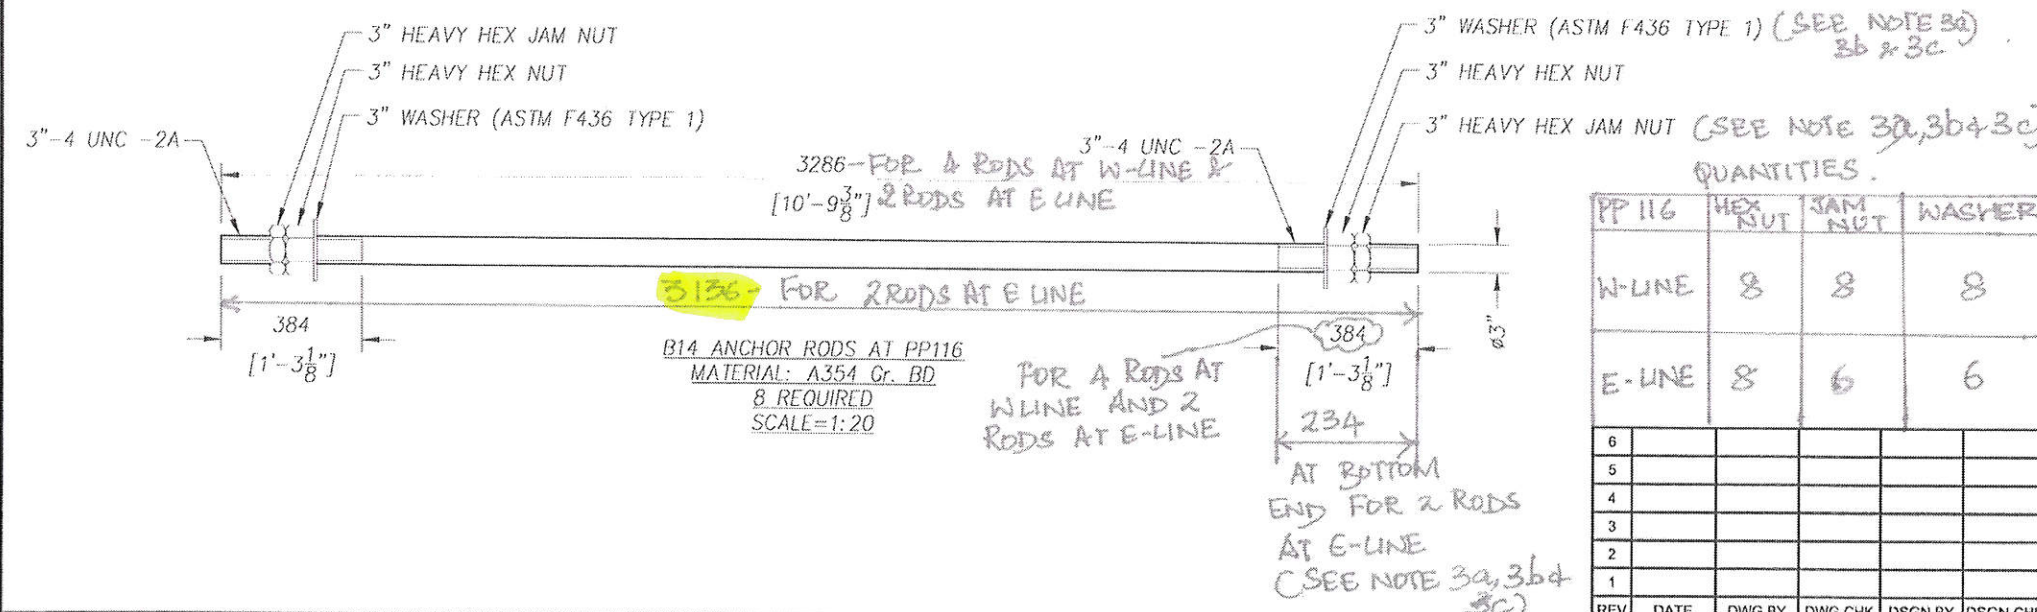 3" HEAVY HEX JAM NUT
3" HEAVY HEX NUT
3" WASHER (ASTM F436 TYPE 1)
3"-4 UNC -2A
3286-FOR 4 RODS AT W-LINE &
[10'-9 3/8"] 2 RODS AT E LINE
3"-4 UNC -2A
3" WASHER (ASTM F436 TYPE 1) (SEE NOTE 3a)
3b & 3c
3" HEAVY HEX NUT
3" HEAVY HEX JAM NUT (SEE NOTE 3a, 3b & 3c)
3136- FOR 2 RODS AT E LINE
384
[1'-3 1/8"]
B14 ANCHOR RODS AT PP116
MATERIAL: A354 Gr. BD
8 REQUIRED
SCALE=1:20
FOR 4 RODS AT
W LINE AND 2
RODS AT E-LINE
384
[1'-3 1/8"]
234
AT BOTTOM
END FOR 2 RODS
AT E-LINE
(SEE NOTE 3a, 3b &
3c)
ø3"
QUANTITIES.
PP 116 HEX NUT JAM NUT WASHER
W-LINE 8 8 8
E-LINE 8 6 6
6
5
4
3
2
1
REV DATE DWG BY DWG CHK DSGN BY DSGN CHK